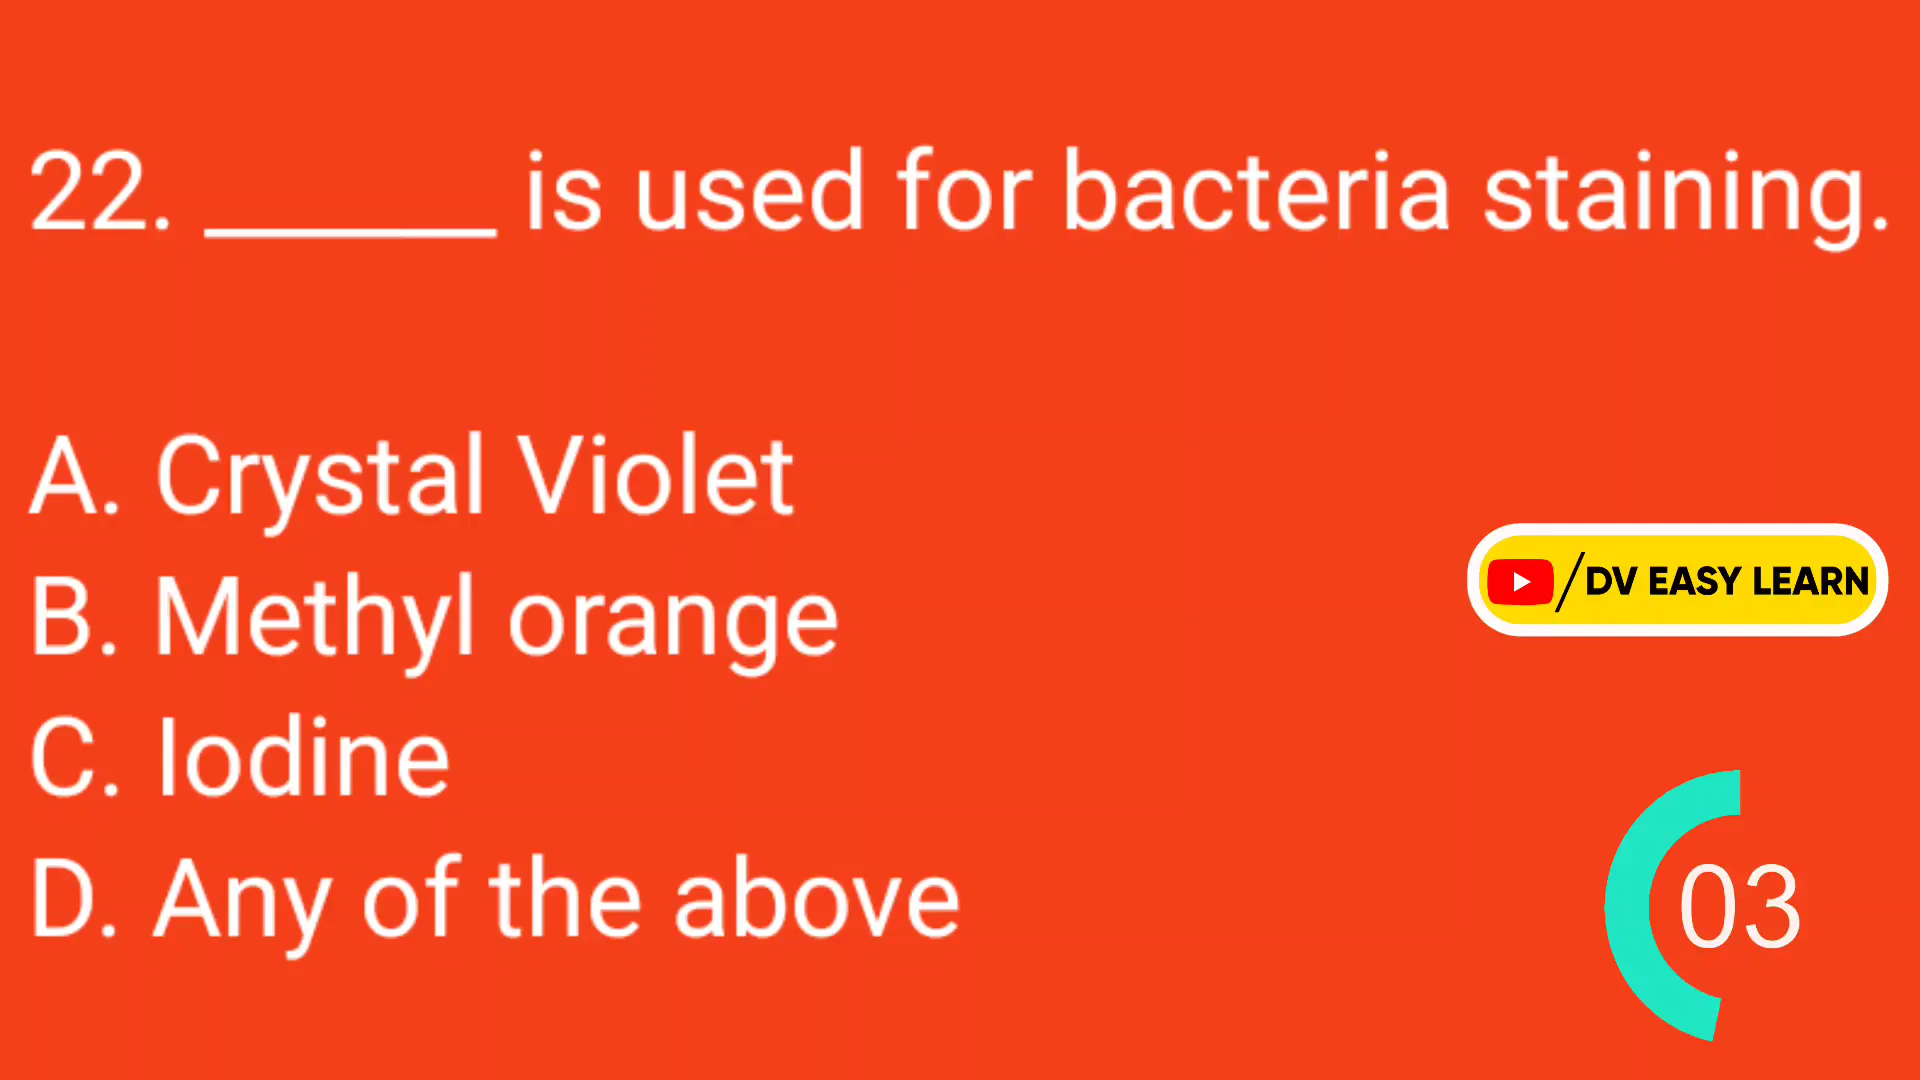 22. ______ is used for bacteria staining.
A. Crystal Violet
B. Methyl orange
/DV EASY LEARN
C. Iodine
D. Any of the above
03